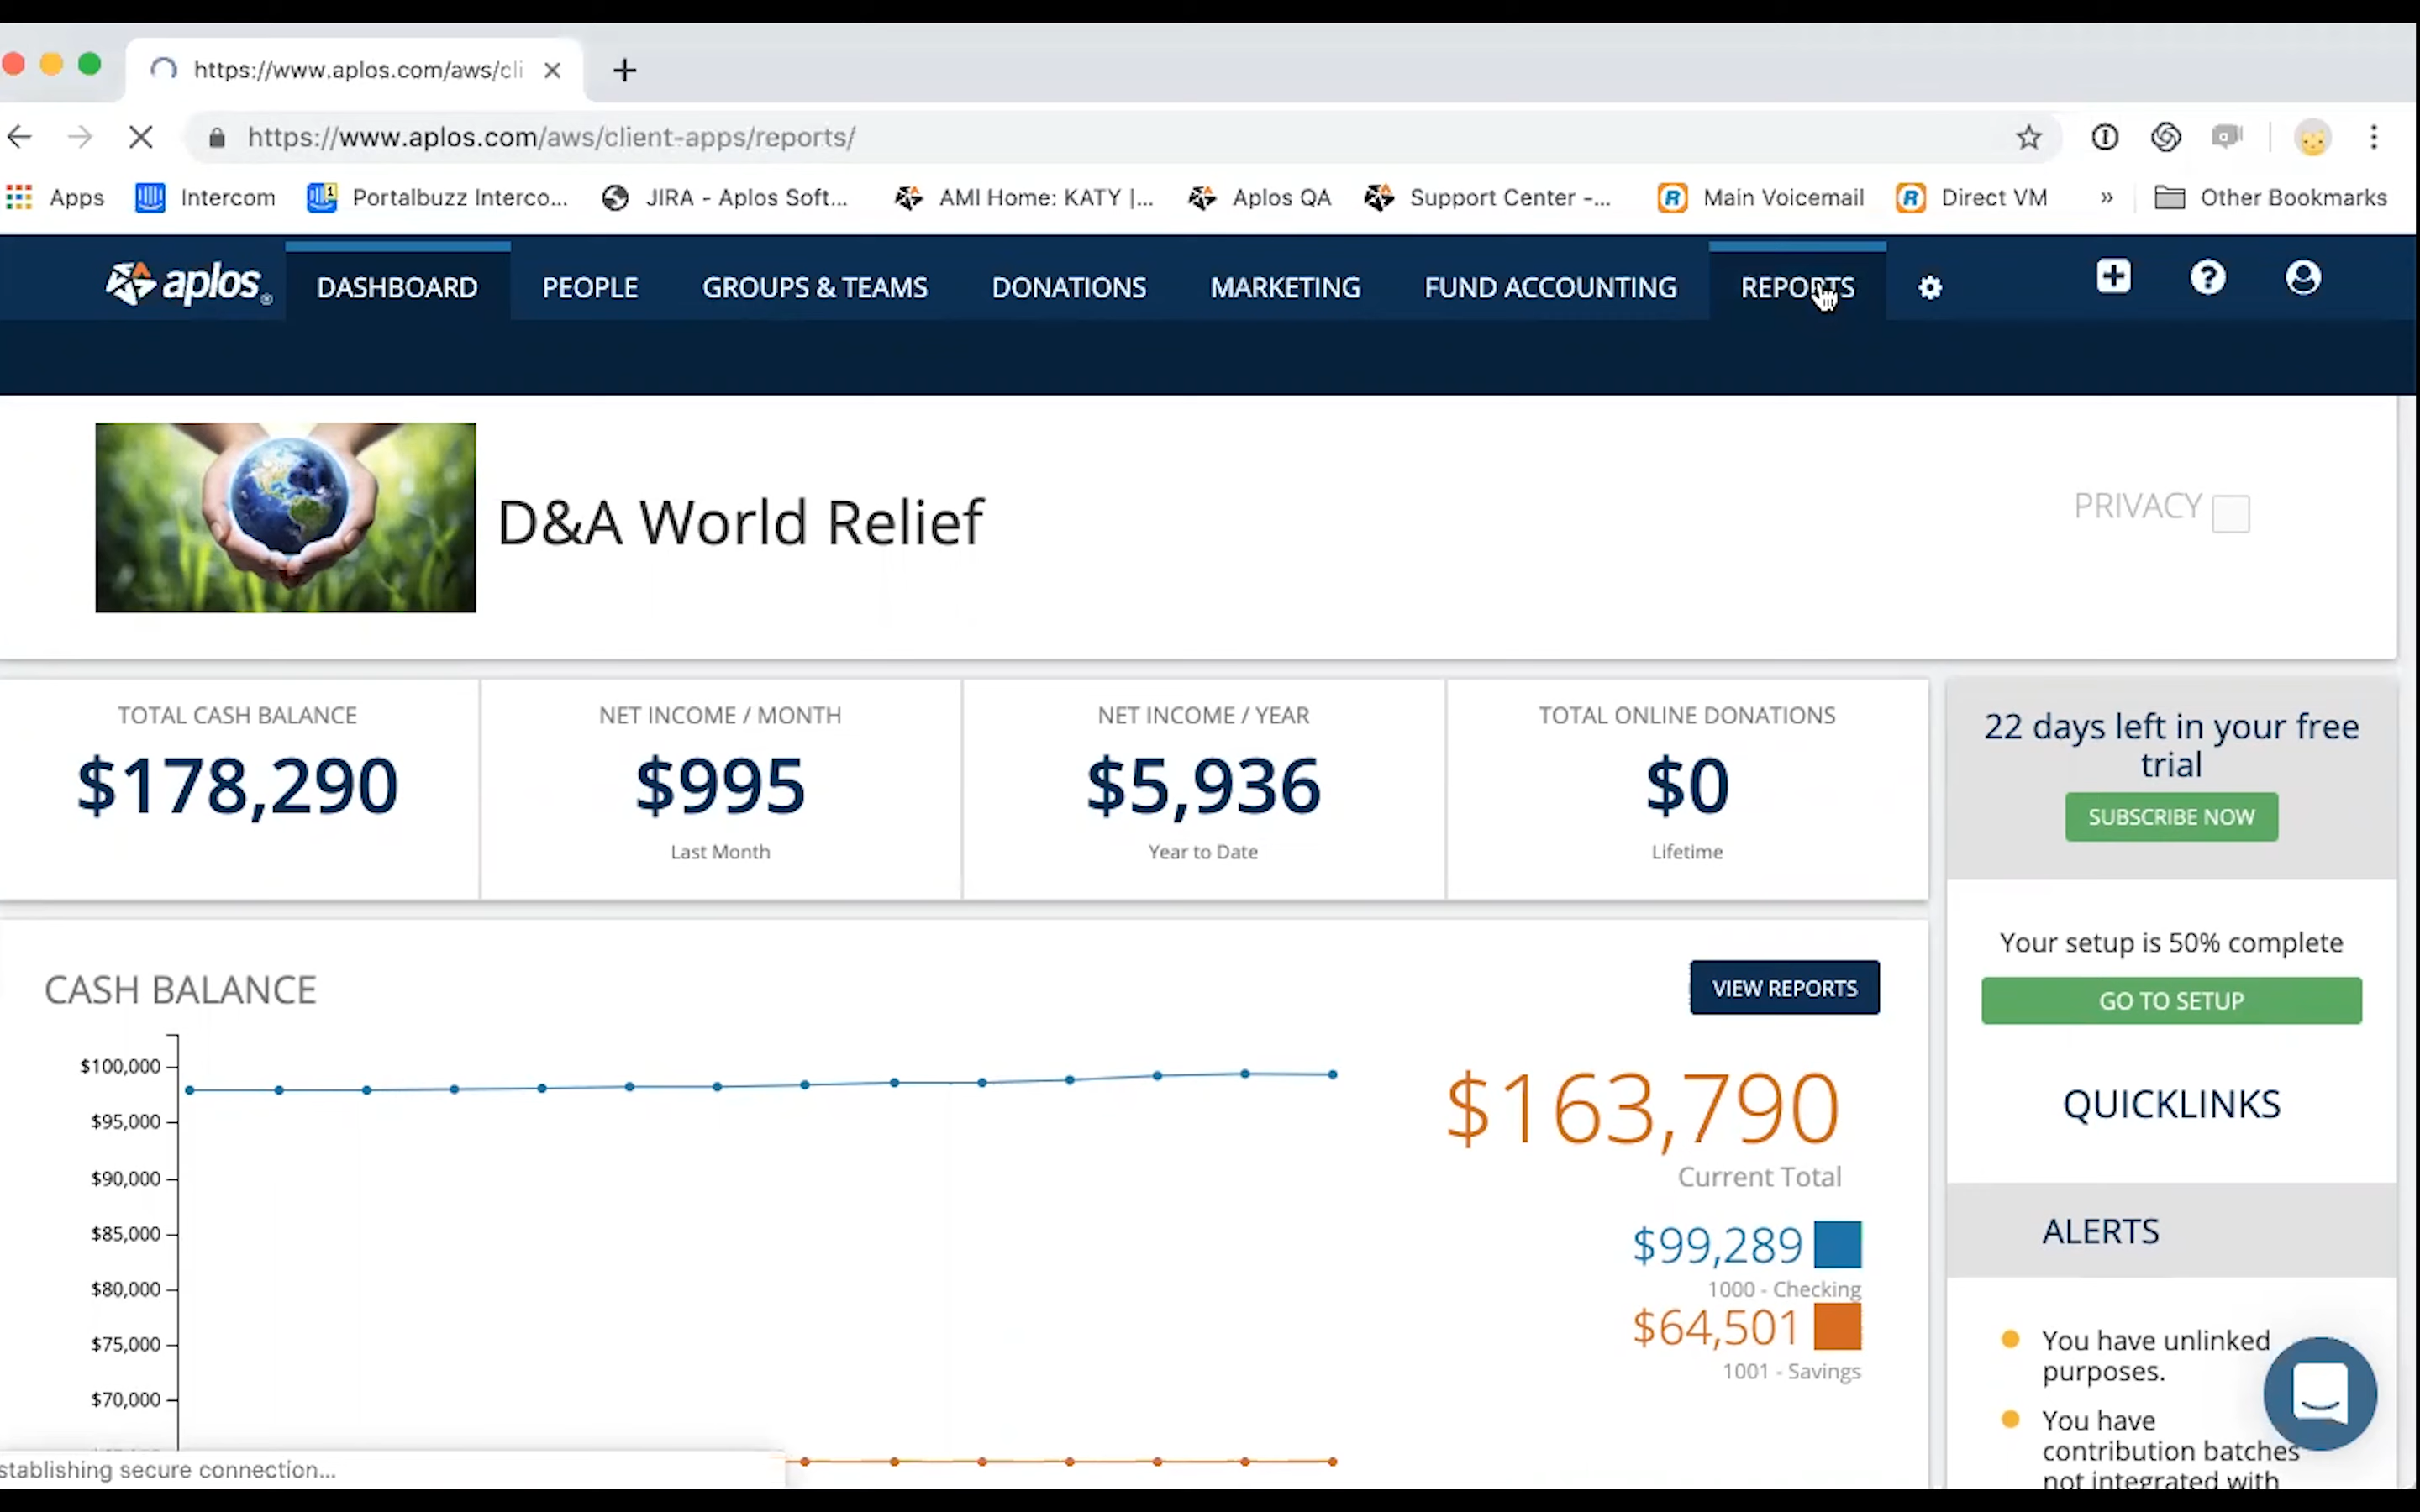 https://www.aplos.com/aws/cli
https://www.aplos.com/aws/client-apps/reports/
Apps
Intercom
1
Portalbuzz Interco...
JIRA - Aplos Soft...
AMI Home: KATY |...
Aplos QA
Support Center -...
R
Main Voicemail
R
Direct VM
»
Other Bookmarks
aplos®
DASHBOARD
PEOPLE
GROUPS & TEAMS
DONATIONS
MARKETING
FUND ACCOUNTING
REPORTS
D&A World Relief
PRIVACY
TOTAL CASH BALANCE
$178,290
NET INCOME / MONTH
$995
Last Month
NET INCOME / YEAR
$5,936
Year to Date
TOTAL ONLINE DONATIONS
$0
Lifetime
22 days left in your free
trial
SUBSCRIBE NOW
Your setup is 50% complete
GO TO SETUP
QUICKLINKS
ALERTS
You have unlinked
purposes.
You have
contribution batches
not integrated with
CASH BALANCE
VIEW REPORTS
$100,000
$95,000
$90,000
$85,000
$80,000
$75,000
$70,000
$163,790
Current Total
$99,289
1000 - Checking
$64,501
1001 - Savings
stablishing secure connection...